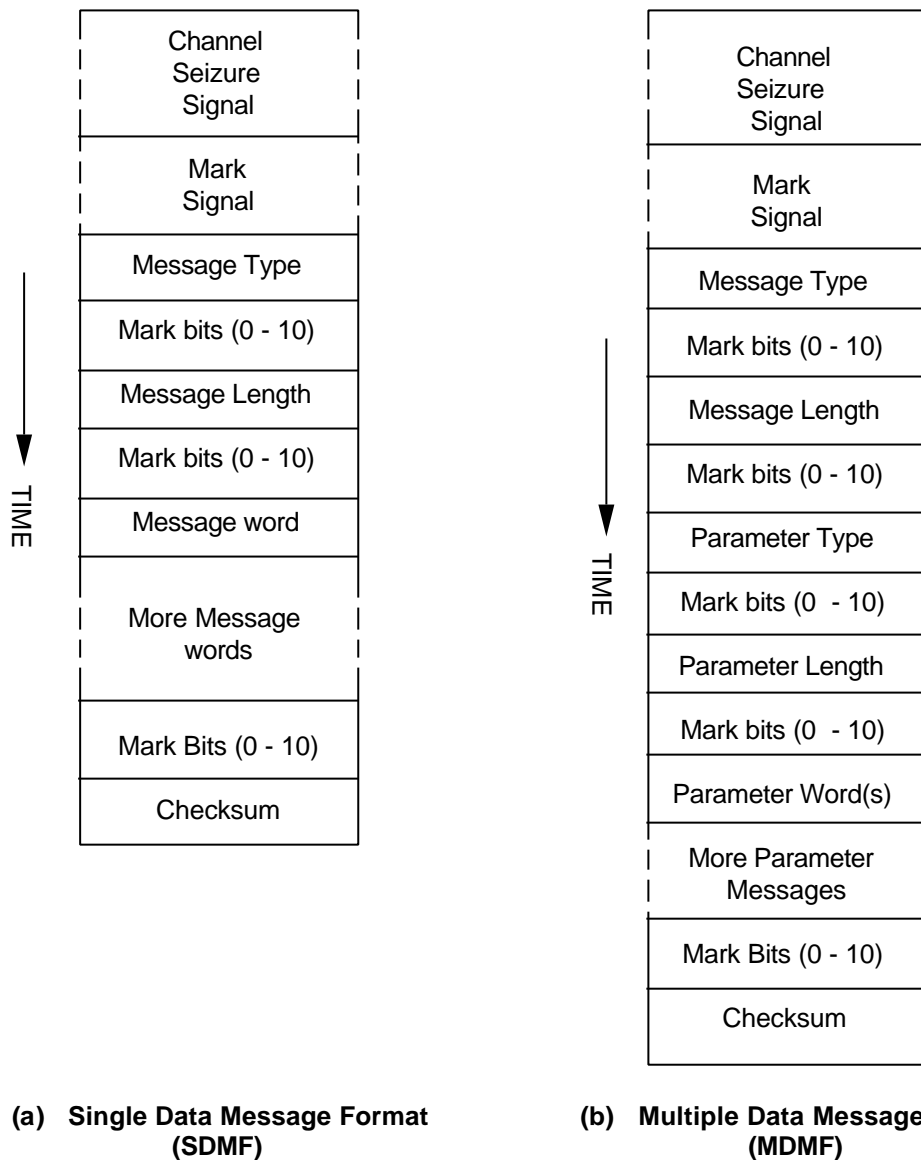 Channel
Seizure
Signal
Mark
Signal
Message Type
Mark bits (0 - 10)
Message Length
Mark bits (0 - 10)
Message word
More Message
words
Mark Bits (0 - 10)
Checksum
TIME
(a) Single Data Message Format
(SDMF)
Channel
Seizure
Signal
Mark
Signal
Message Type
Mark bits (0 - 10)
Message Length
Mark bits (0 - 10)
Parameter Type
Mark bits (0 - 10)
Parameter Length
Mark bits (0 - 10)
Parameter Word(s)
More Parameter
Messages
Mark Bits (0 - 10)
Checksum
TIME
(b) Multiple Data Message
(MDMF)